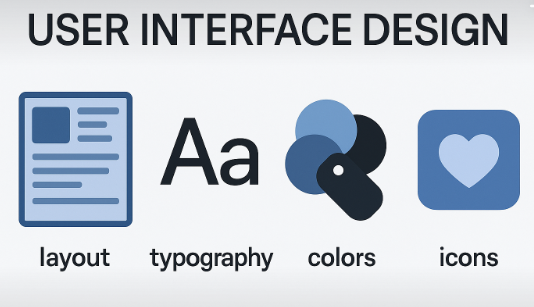 USER INTERFACE DESIGN
Aa
layout typography colors icons